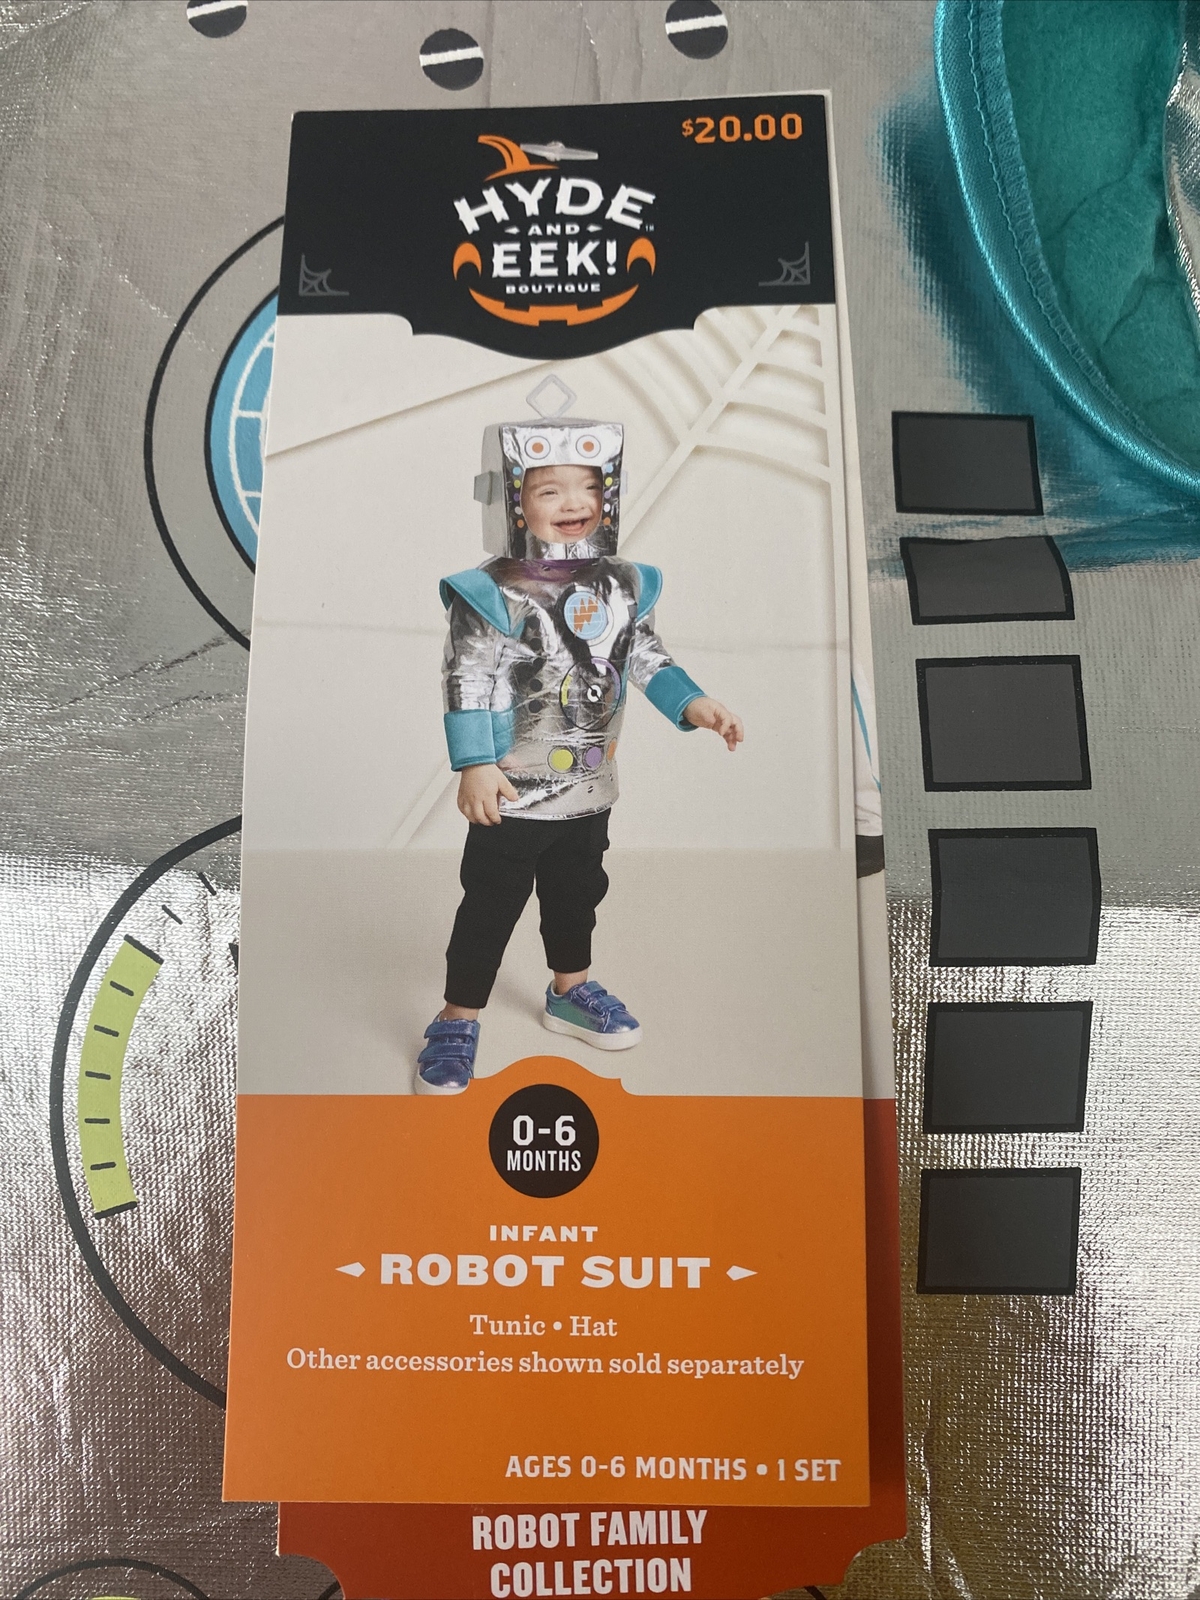 $20.00
HYDE
AND
EEK!
BOUTIQUE
0-6
MONTHS
INFANT
ROBOT SUIT
Tunic • Hat
Other accessories shown sold separately
AGES 0-6 MONTHS • 1 SET
ROBOT FAMILY
COLLECTION